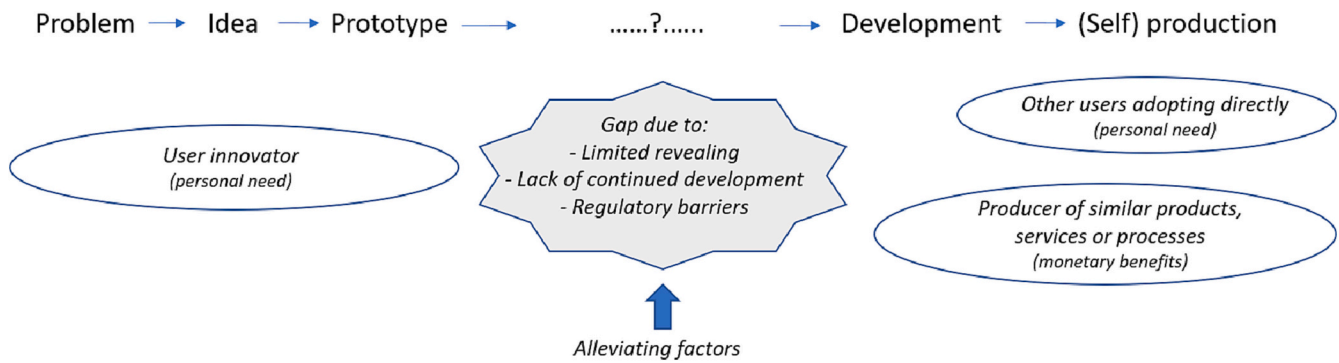 Problem Idea Prototype ......?...... Development (Self) production
User innovator
(personal need)
Gap due to:
- Limited revealing
- Lack of continued development
- Regulatory barriers
Other users adopting directly
(personal need)
Producer of similar products,
services or processes
(monetary benefits)
Alleviating factors